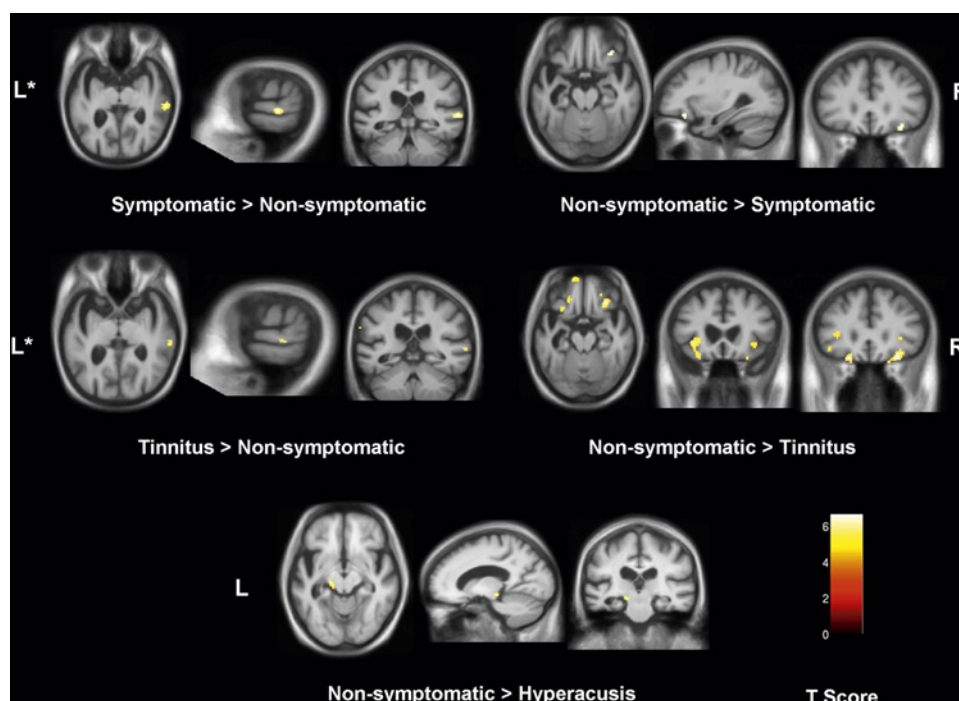 L*
R
Symptomatic > Non-symptomatic
Non-symptomatic > Symptomatic
L*
R
Tinnitus > Non-symptomatic
Non-symptomatic > Tinnitus
L
6
4
2
0
Non-symptomatic > Hyperacusis
T Score